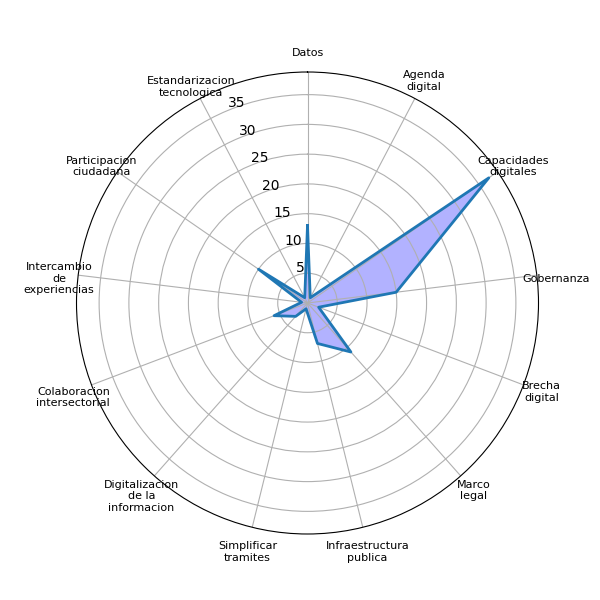 Datos
Agenda
digital
Capacidades
digitales
Gobernanza
Brecha
digital
Marco
legal
Infraestructura
publica
Simplificar
tramites
Digitalizacion
de la
informacion
Colaboracion
intersectorial
Intercambio
de
experiencias
Participacion
ciudadana
Estandarizacion
tecnologica
35
30
25
20
15
10
5